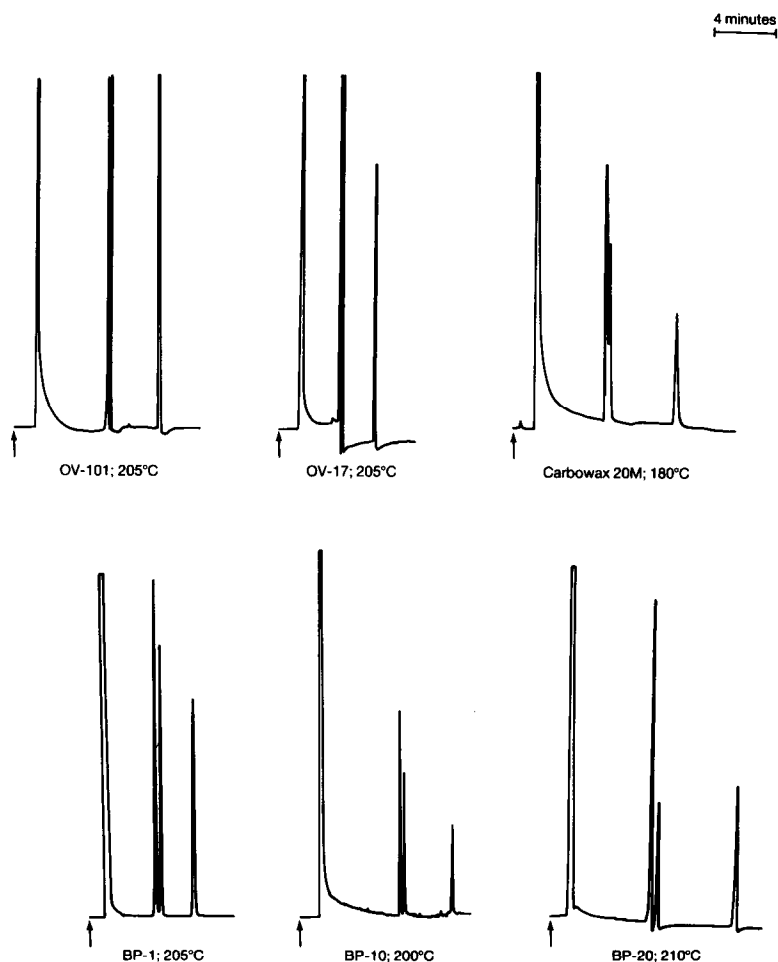 4 minutes
OV-101; 205°C
OV-17; 205°C
Carbowax 20M; 180°C
BP-1; 205°C
BP-10; 200°C
BP-20; 210°C